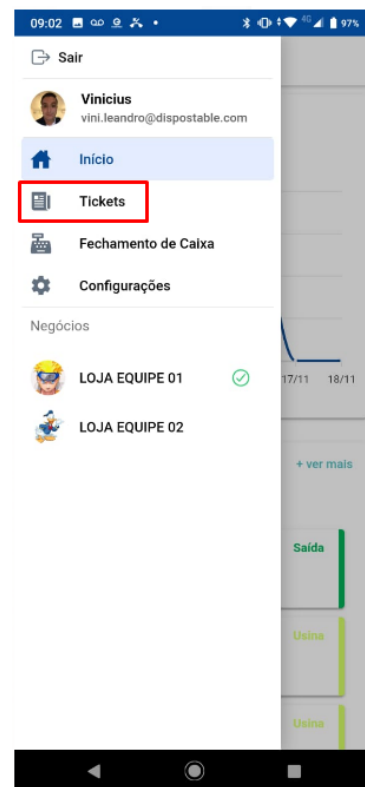 09:02 4G 97%
Sair
Vinicius
vini.leandro@dispostable.com
Início
Tickets
Fechamento de Caixa
Configurações
Negócios
LOJA EQUIPE 01
17/11 18/11
LOJA EQUIPE 02
+ ver mais
Saída
Usina
Usina